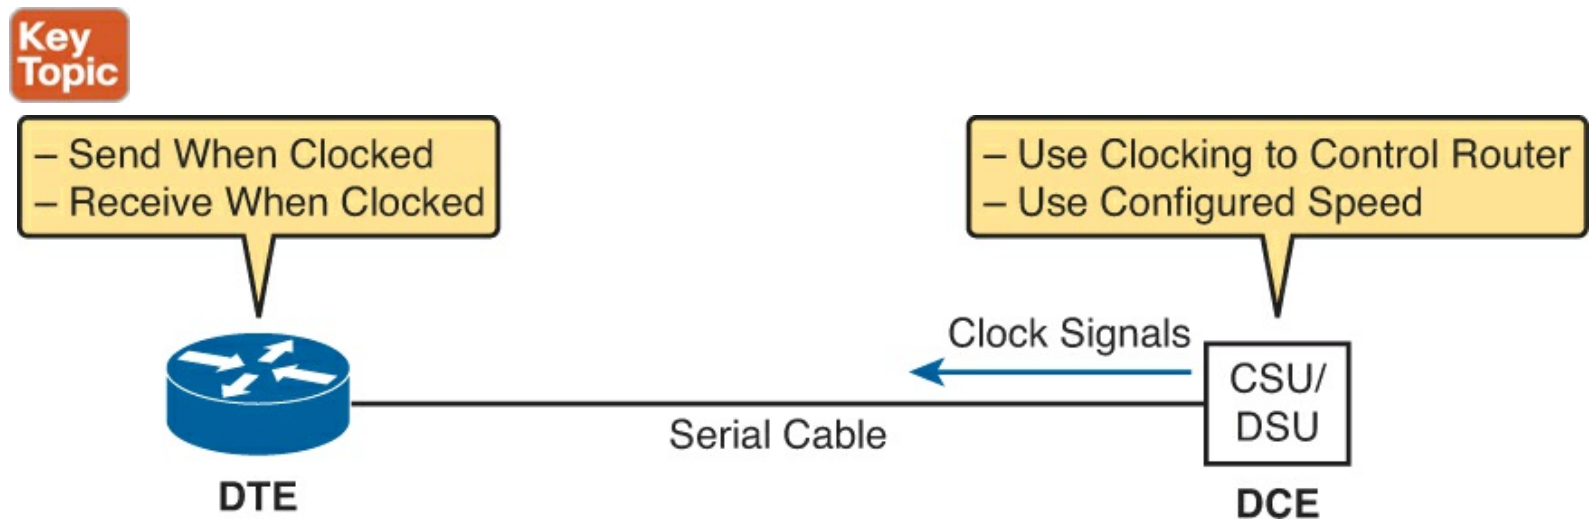 Key
Topic
– Send When Clocked
– Receive When Clocked
– Use Clocking to Control Router
– Use Configured Speed
Clock Signals
CSU/
DSU
Serial Cable
DTE
DCE